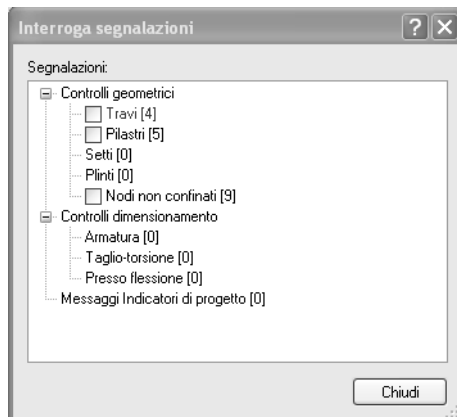 Interroga segnalazioni
Segnalazioni:
Controlli geometrici
Travi [4]
Pilastri [5]
Setti [0]
Plinti [0]
Nodi non confinati [9]
Controlli dimensionamento
Armatura [0]
Taglio-torsione [0]
Presso flessione [0]
Messaggi Indicatori di progetto [0]
Chiudi